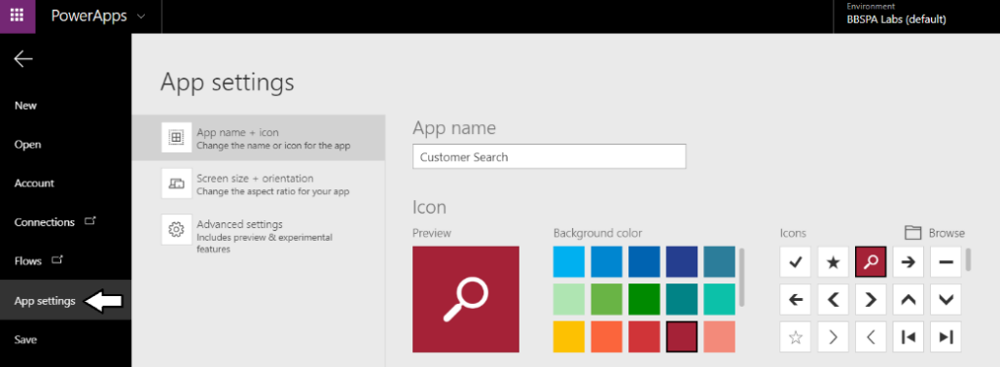 PowerApps
Environment
BBSPA Labs (default)
New
Open
Account
Connections
Flows
App settings
Save
App settings
App name + icon
Change the name or icon for the app
Screen size + orientation
Change the aspect ratio for your app
Advanced settings
Includes preview & experimental
features
App name
Customer Search
Icon
Preview
Background color
Icons
Browse